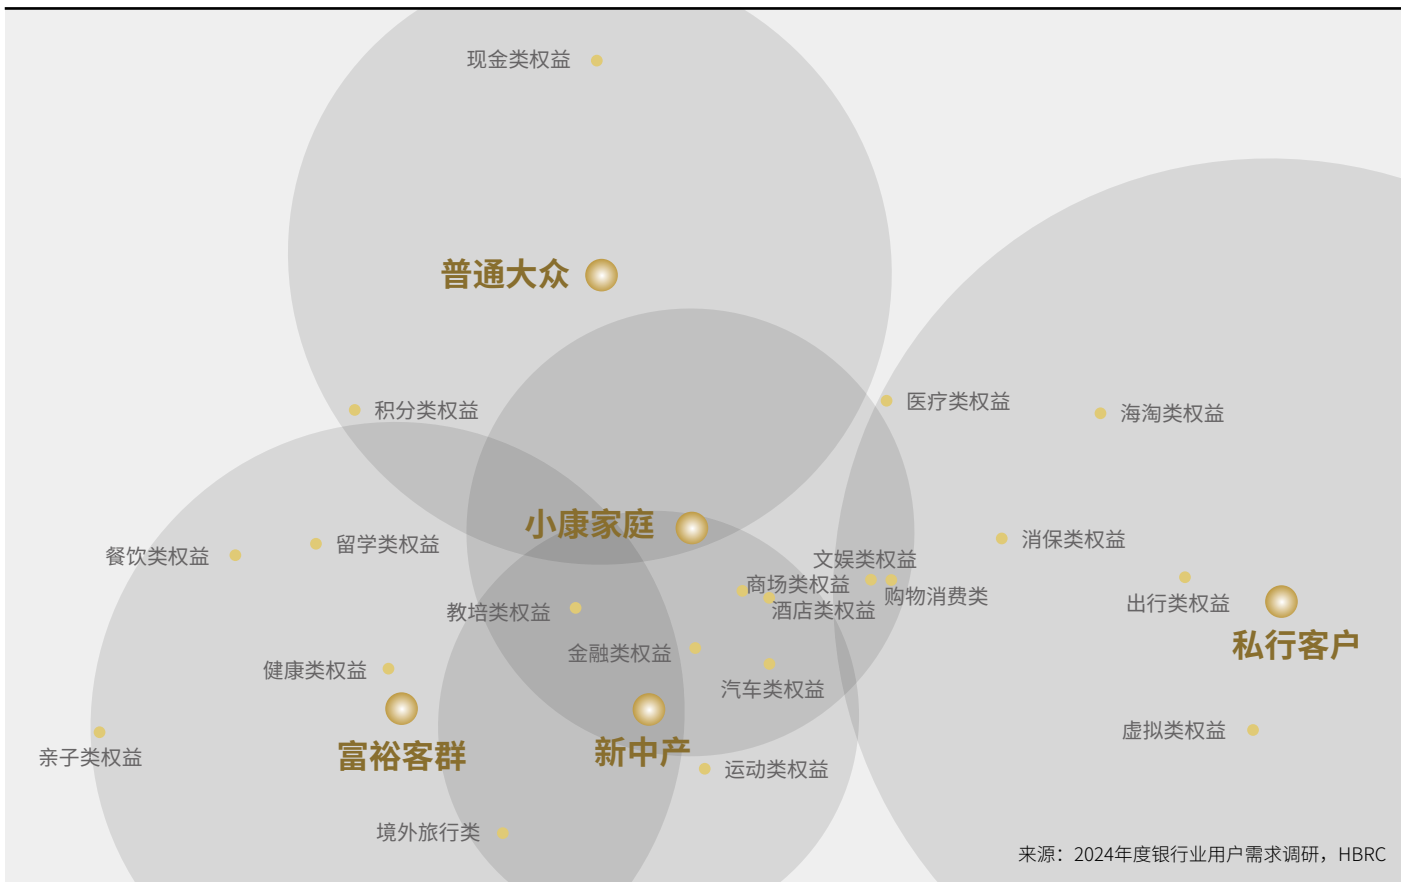 现金类权益
普通大众
积分类权益
医疗类权益
海淘类权益
小康家庭
消保类权益
留学类权益
餐饮类权益
文娱类权益
商场类权益
购物消费类
出行类权益
酒店类权益
教培类权益
私行客户
金融类权益
健康类权益
汽车类权益
虚拟类权益
新中产
富裕客群
亲子类权益
运动类权益
境外旅行类
来源：2024年度银行业用户需求调研，HBRC